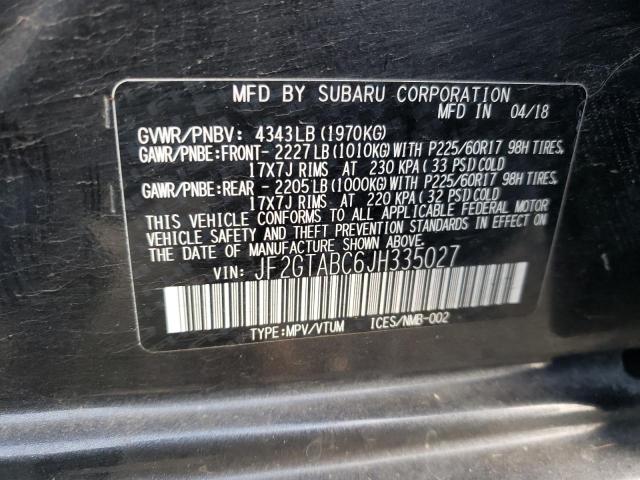 MFD BY SUBARU CORPORATION
MFD IN 04/18
GVWR/PNBV: 4343LB(1970KG)
GAWR/PNBE:FRONT- 2227LB(1010KG)WITH P225/60R17 98H TIRES,
17X7J RIMS AT 230 KPA(33 PSI)COLD
GAWR/PNBE:REAR - 2205LB(1000KG)WITH P225/60R17 98H TIRES,
17X7J RIMS AT 220 KPA(32 PSI)COLD
THIS VEHICLE CONFORMS TO ALL APPLICABLE FEDERAL MOTOR
VEHICLE SAFETY AND THEFT PREVENTION STANDARDS IN EFFECT ON
THE DATE OF MANUFACTURE SHOWN ABOVE.
VIN: JF2GTABC6JH335027
TYPE:MPV/VTUM ICES/NMB-002